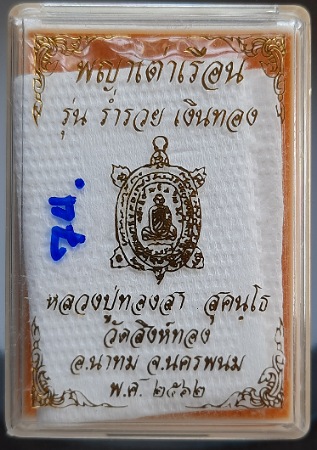 พญาเต่าเรือน
รุ่น ร่ำรวย เงินทอง
หลวงปู่ทองสา สุคนฺโธ
วัดสิงห์ทอง
อ.นาทม จ.นครพนม
พ.ศ. ๒๕๖๒